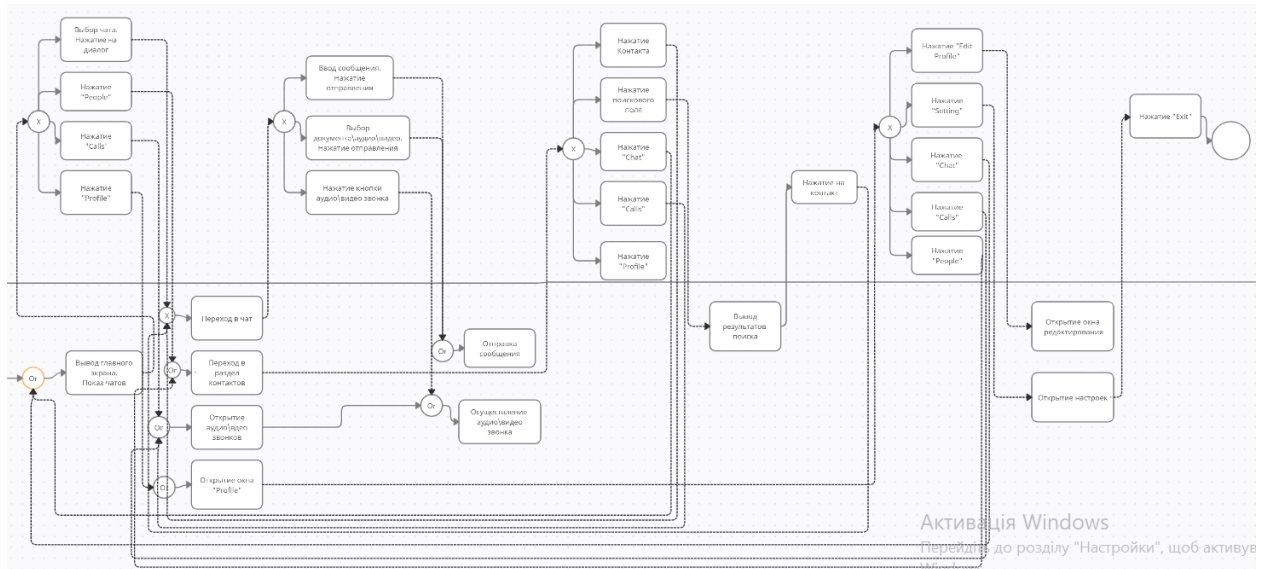 Выбор чата.
Нажатие на
диалог
Нажатие
"People"
Нажатие
"Calls'
Нажатие
"Profile"
X
Ввод сообщения.
Нажатие
отправления
Выбор
документа\аудио\видео.
Нажатие отправления
Нажатие кнопки
аудио\видео звонка
X
Нажатие
Контакта
Нажатие
поискового
поля
Нажатие
"Chat"
Нажатие
"Calls"
Нажатие
"Profile"
X
Нажатие на
контакт
Нажатие "Edit
Profile"
Нажатие
"Setting"
Нажатие
"Chat"
Нажатие
"Calls"
Нажатие
"People"
X
Нажатие "Exit"
Or
Вывод главного
экрана.
Показ чатов
X
Переход в чат
Or
Переход в
раздел
контактов
Or
Открытие
аудио\вдео
звонков
Or
Открытие окна
"Profile"
Or
Отправка
сообщения
Or
Осуществление
аудио\видео
звонка
Вывод
результатов
поиска
Открытие окна
редактирования
Открытие настроек
Активація Windows
Перейдіть до розділу "Настройки", щоб активув